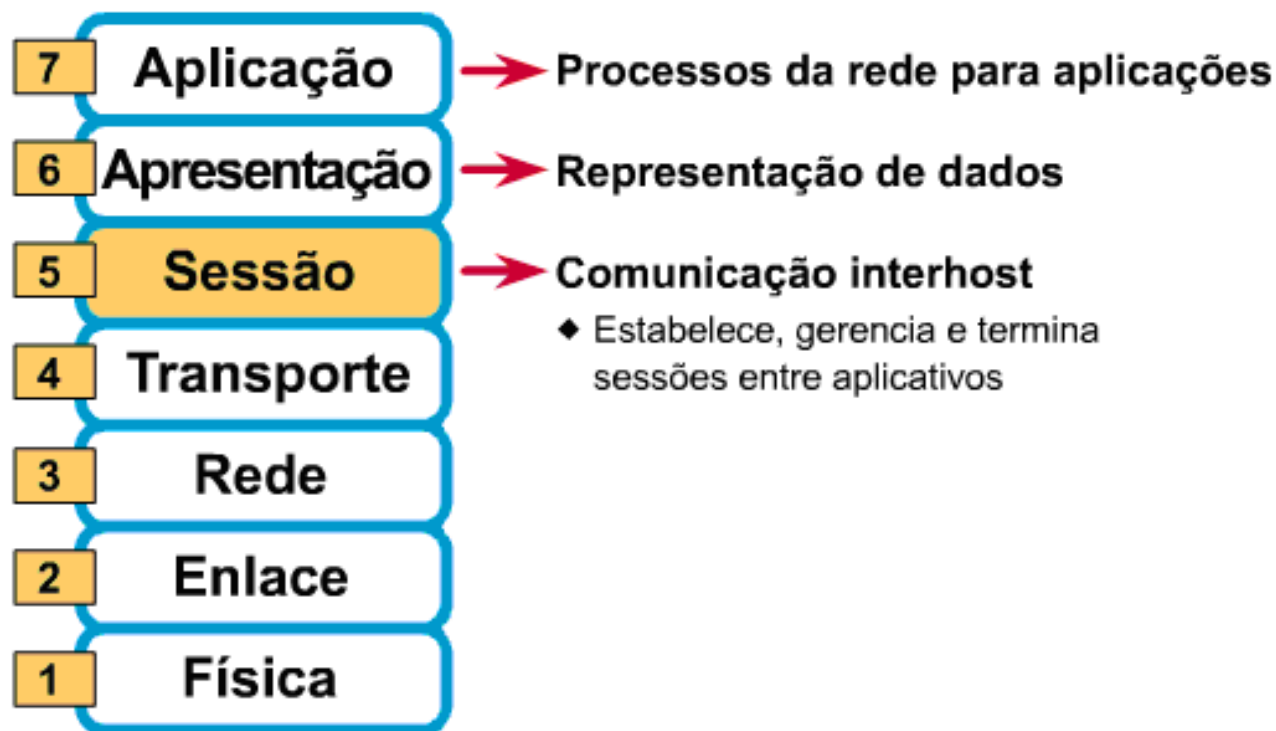 7 Aplicação Processos da rede para aplicações
6 Apresentação Representação de dados
5 Sessão Comunicação interhost
◆ Estabelece, gerencia e termina
sessões entre aplicativos
4 Transporte
3 Rede
2 Enlace
1 Física